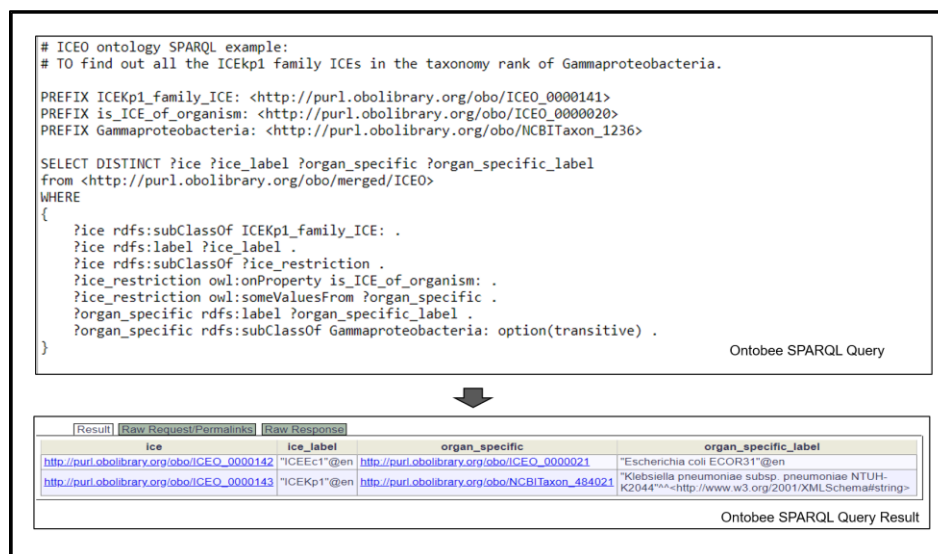 # ICEO ontology SPARQL example:
# TO find out all the ICEkp1 family ICEs in the taxonomy rank of Gammaproteobacteria.
PREFIX ICEKp1_family_ICE: <http://purl.obolibrary.org/obo/ICEO_0000141>
PREFIX is_ICE_of_organism: <http://purl.obolibrary.org/obo/ICEO_0000020>
PREFIX Gammaproteobacteria: <http://purl.obolibrary.org/obo/NCBITaxon_1236>
SELECT DISTINCT ?ice ?ice_label ?organ_specific ?organ_specific_label
from <http://purl.obolibrary.org/obo/merged/ICEO>
WHERE
{
?ice rdfs:subClassOf ICEKp1_family_ICE: .
?ice rdfs:label ?ice_label .
?ice rdfs:subClassOf ?ice_restriction .
?ice_restriction owl:onProperty is_ICE_of_organism: .
?ice_restriction owl:someValuesFrom ?organ_specific .
?organ_specific rdfs:label ?organ_specific_label .
?organ_specific rdfs:subClassOf Gammaproteobacteria: option(transitive) .
}
Ontobee SPARQL Query
Result Raw Request/Permalinks Raw Response
ice ice_label organ_specific organ_specific_label
http://purl.obolibrary.org/obo/ICEO_0000142 "ICEEc1"@en http://purl.obolibrary.org/obo/ICEO_0000021 "Escherichia coli ECOR31"@en
http://purl.obolibrary.org/obo/ICEO_0000143 "ICEKp1"@en http://purl.obolibrary.org/obo/NCBITaxon_484021 "Klebsiella pneumoniae subsp. pneumoniae NTUH-
K2044"^^<http://www.w3.org/2001/XMLSchema#string>
Ontobee SPARQL Query Result